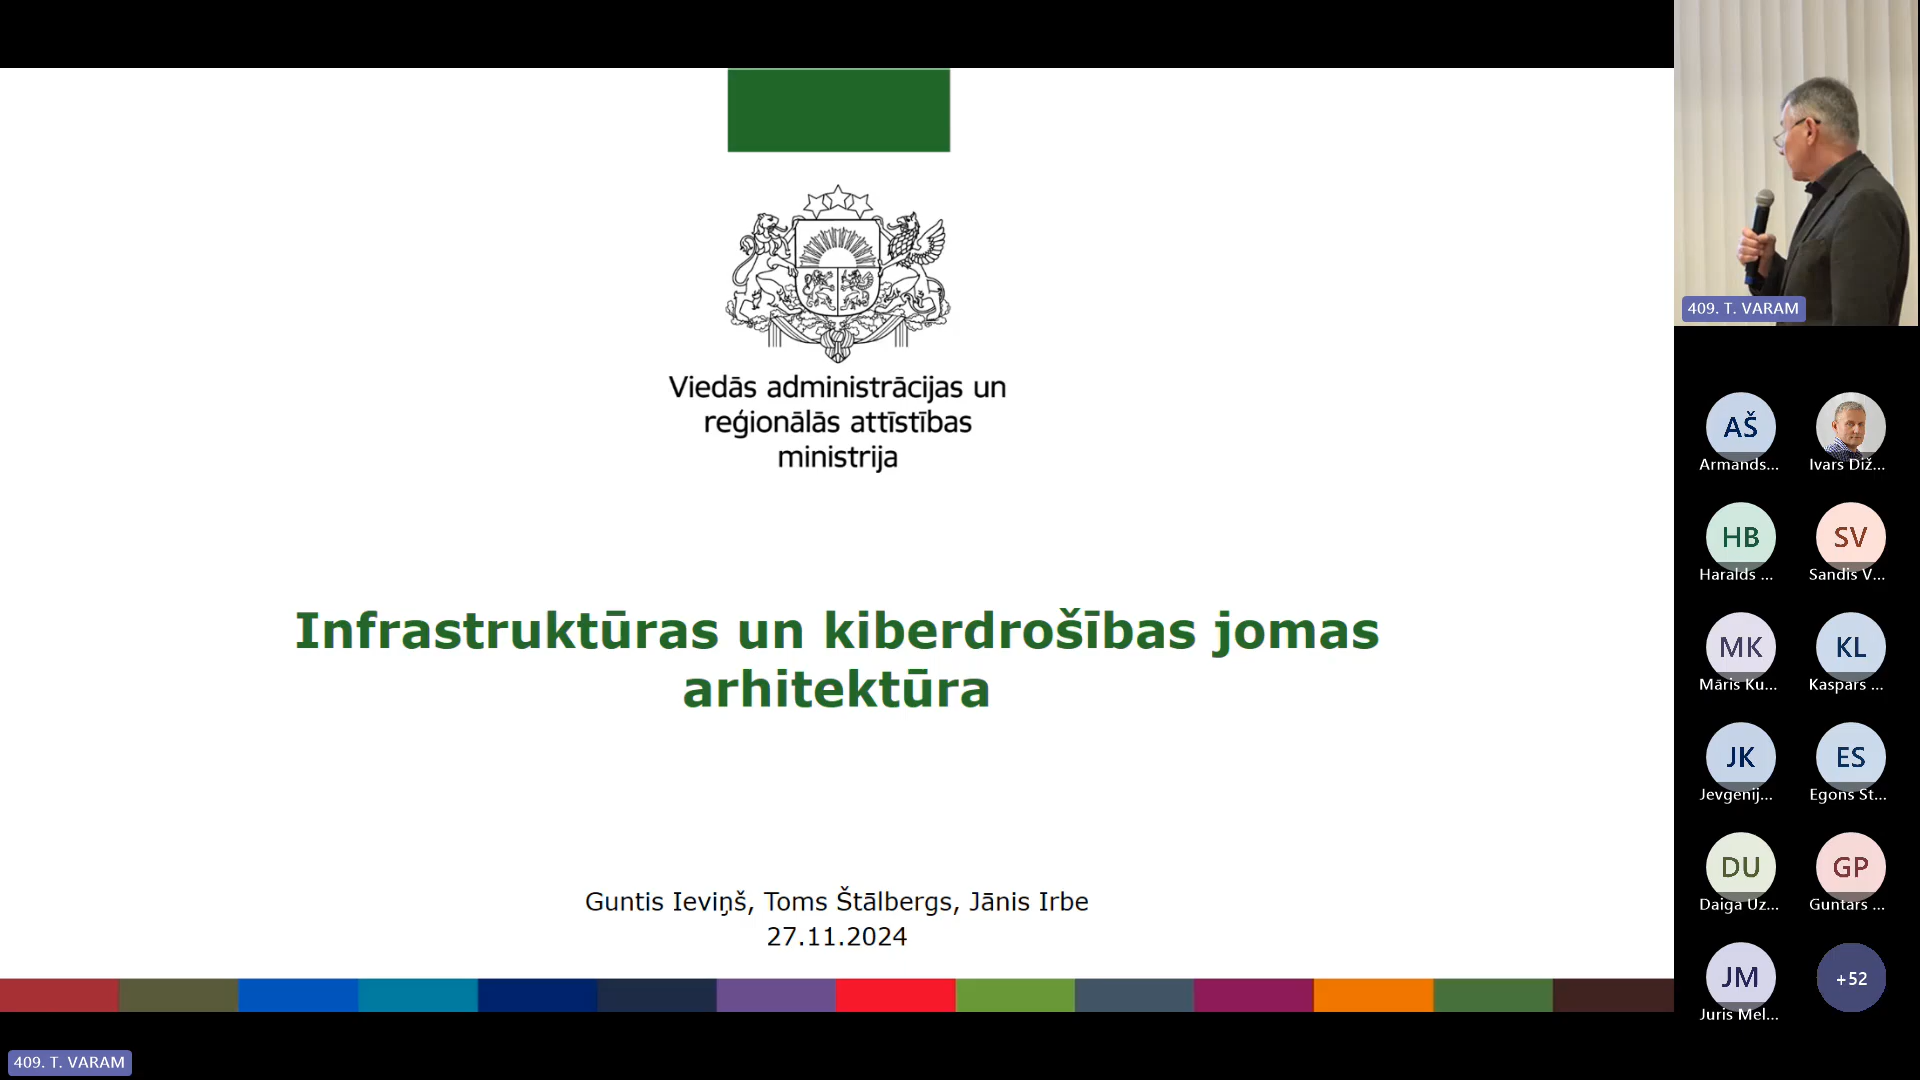 Viedās administrācijas un
reģionālās attīstības
ministrija
Infrastruktūras un kiberdrošības jomas
arhitektūra
Guntis Ieviņš, Toms Štālbergs, Jānis Irbe
27.11.2024
409. T. VARAM
409. T. VARAM
AŠ
Armands...
Ivars Diž...
HB
Haralds ...
SV
Sandis V...
MK
Māris Ku...
KL
Kaspars ...
JK
Jevgenij...
ES
Egons St...
DU
Daiga Uz...
GP
Guntars ...
JM
Juris Mel...
+52